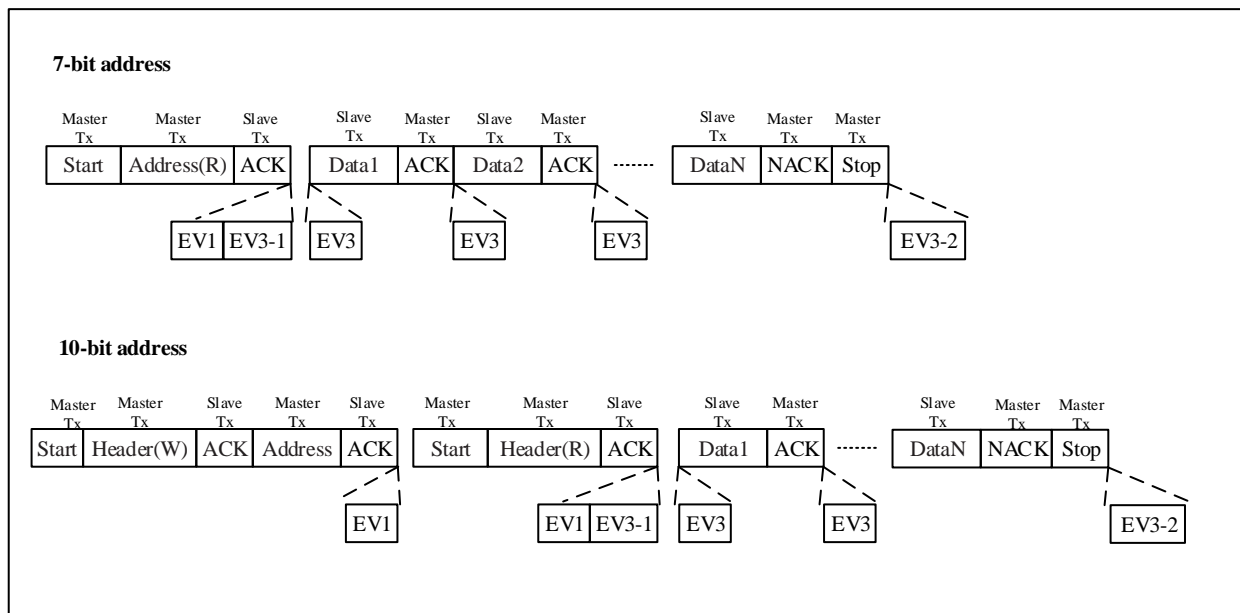 7-bit address
Master Tx Master Tx Slave Tx Slave Tx Master Tx Slave Tx Master Tx Slave Tx Master Tx Master Tx
Start Address(R) ACK Data1 ACK Data2 ACK ........ DataN NACK Stop
EV1 EV3-1 EV3 EV3 EV3 EV3-2
10-bit address
Master Tx Master Tx Slave Tx Master Tx Slave Tx Master Tx Master Tx Slave Tx Slave Tx Master Tx Slave Tx Master Tx Master Tx
Start Header(W) ACK Address ACK Start Header(R) ACK Data1 ACK ........ DataN NACK Stop
EV1 EV1 EV3-1 EV3 EV3 EV3-2